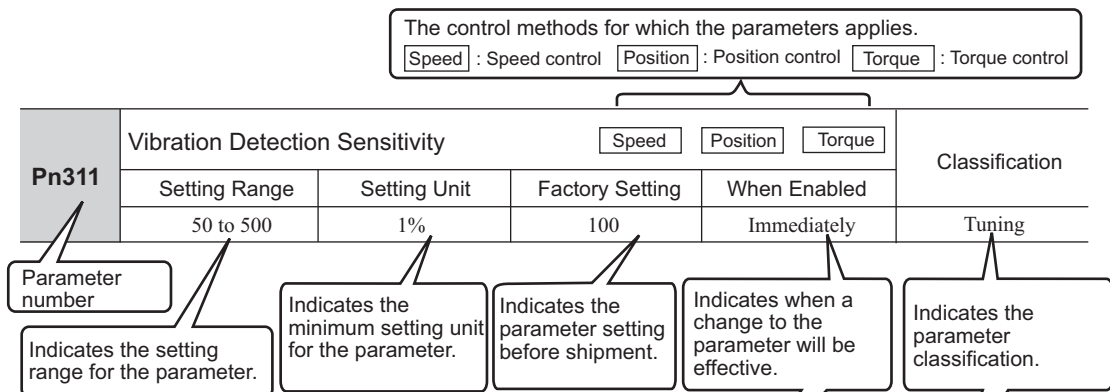 The control methods for which the parameters applies.
Speed : Speed control Position : Position control Torque : Torque control
Pn311
Vibration Detection Sensitivity Speed Position Torque
Classification
Setting Range Setting Unit Factory Setting When Enabled
50 to 500 1% 100 Immediately Tuning
Parameter
number
Indicates the setting
range for the parameter.
Indicates the
minimum setting unit
for the parameter.
Indicates the
parameter setting
before shipment.
Indicates when a
change to the
parameter will be
effective.
Indicates the
parameter
classification.